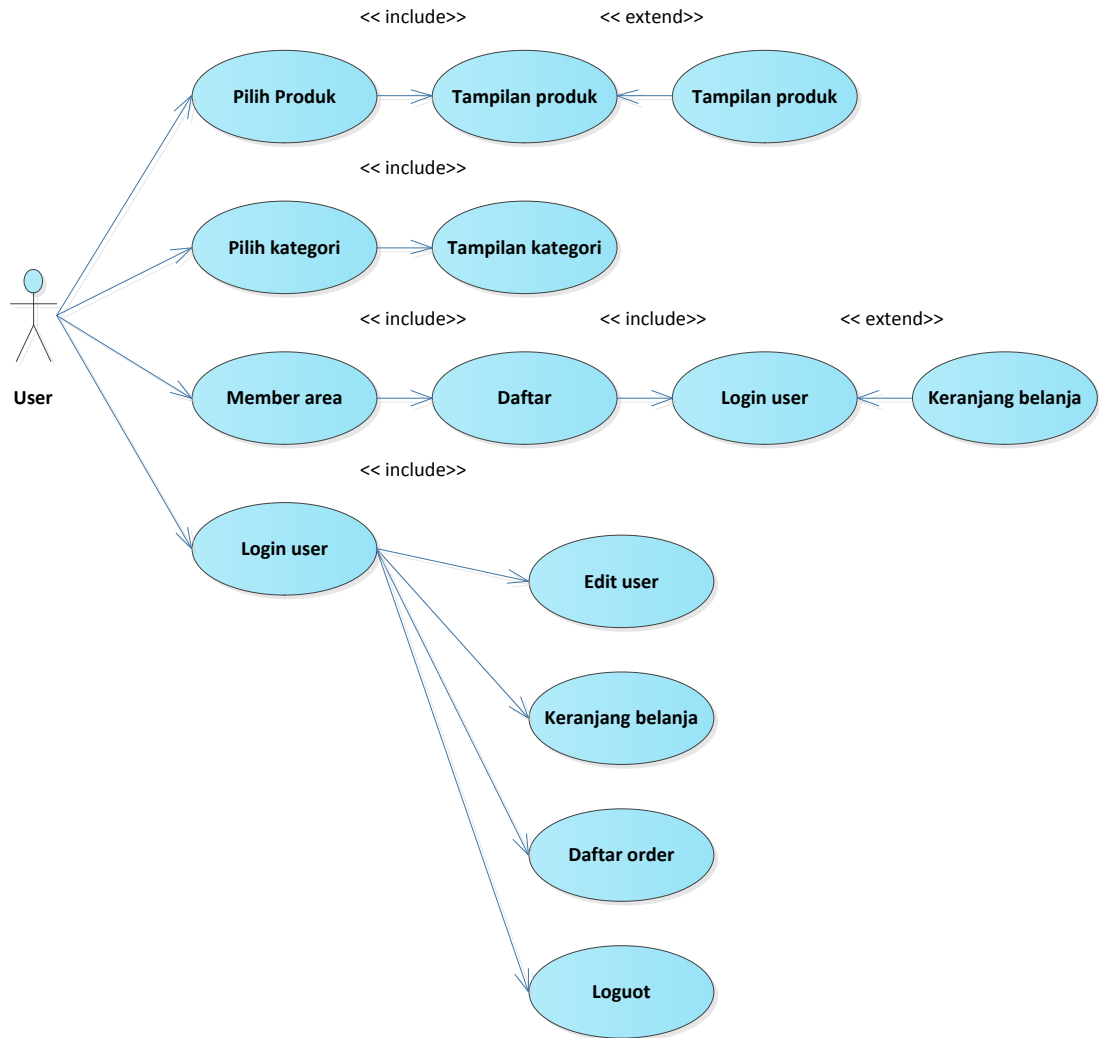 << include>>
<< extend>>
Pilih Produk
Tampilan produk
Tampilan produk
<< include>>
Pilih kategori
Tampilan kategori
<< include>>
<< include>>
<< extend>>
User
Member area
Daftar
Login user
Keranjang belanja
<< include>>
Login user
Edit user
Keranjang belanja
Daftar order
Loguot